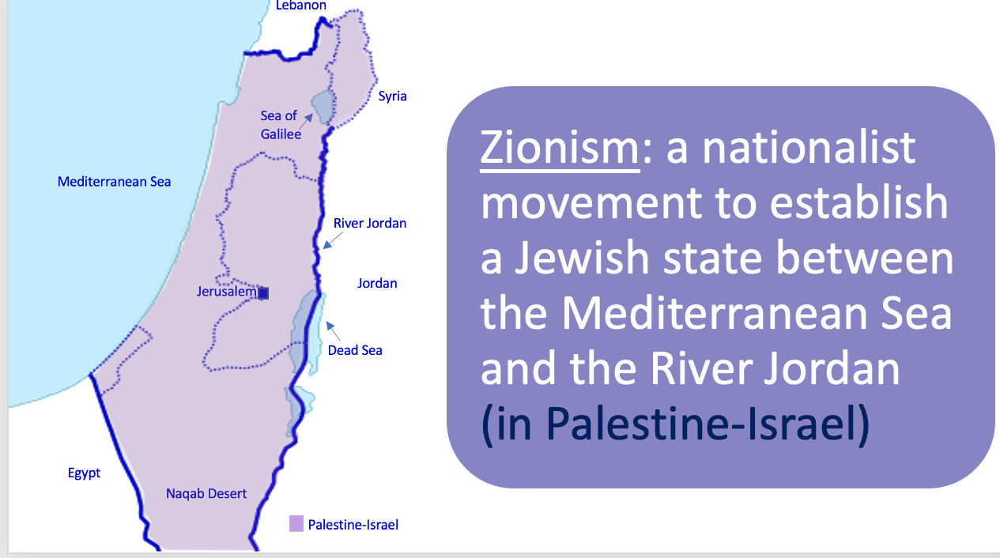 Lebanon
Syria
Sea of
Galilee
Mediterranean Sea
River Jordan
Jordan
Jerusalem
Dead Sea
Egypt
Naqab Desert
Palestine-Israel
Zionism: a nationalist
movement to establish
a Jewish state between
the Mediterranean Sea
and the River Jordan
(in Palestine-Israel)